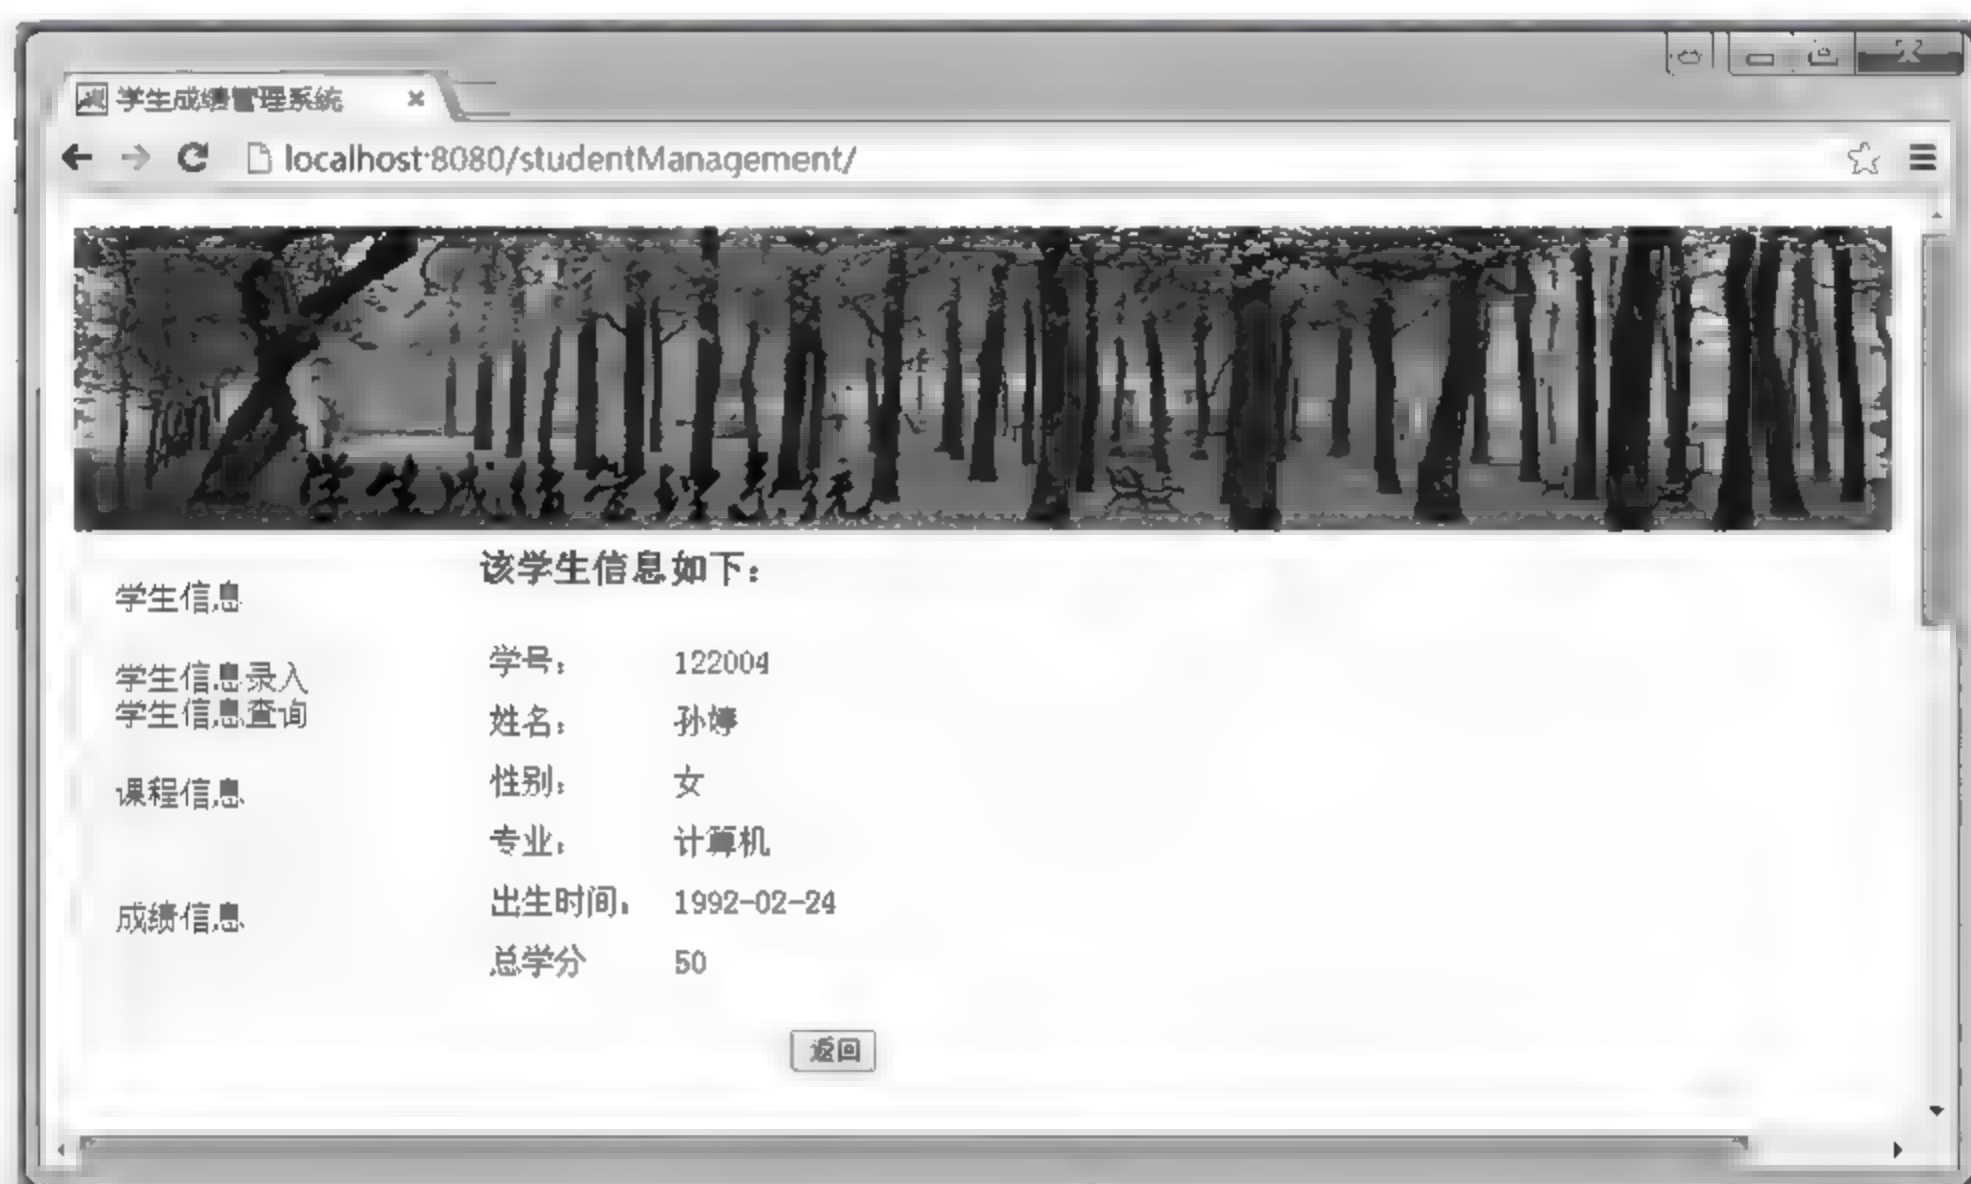 学生成绩管理系统
localhost:8080/studentManagement/
学生成绩管理系统
学生信息
学生信息录入
学生信息查询
课程信息
成绩信息
该学生信息如下：
学号： 122004
姓名： 孙婷
性别： 女
专业： 计算机
出生时间： 1992-02-24
总学分 50
返回